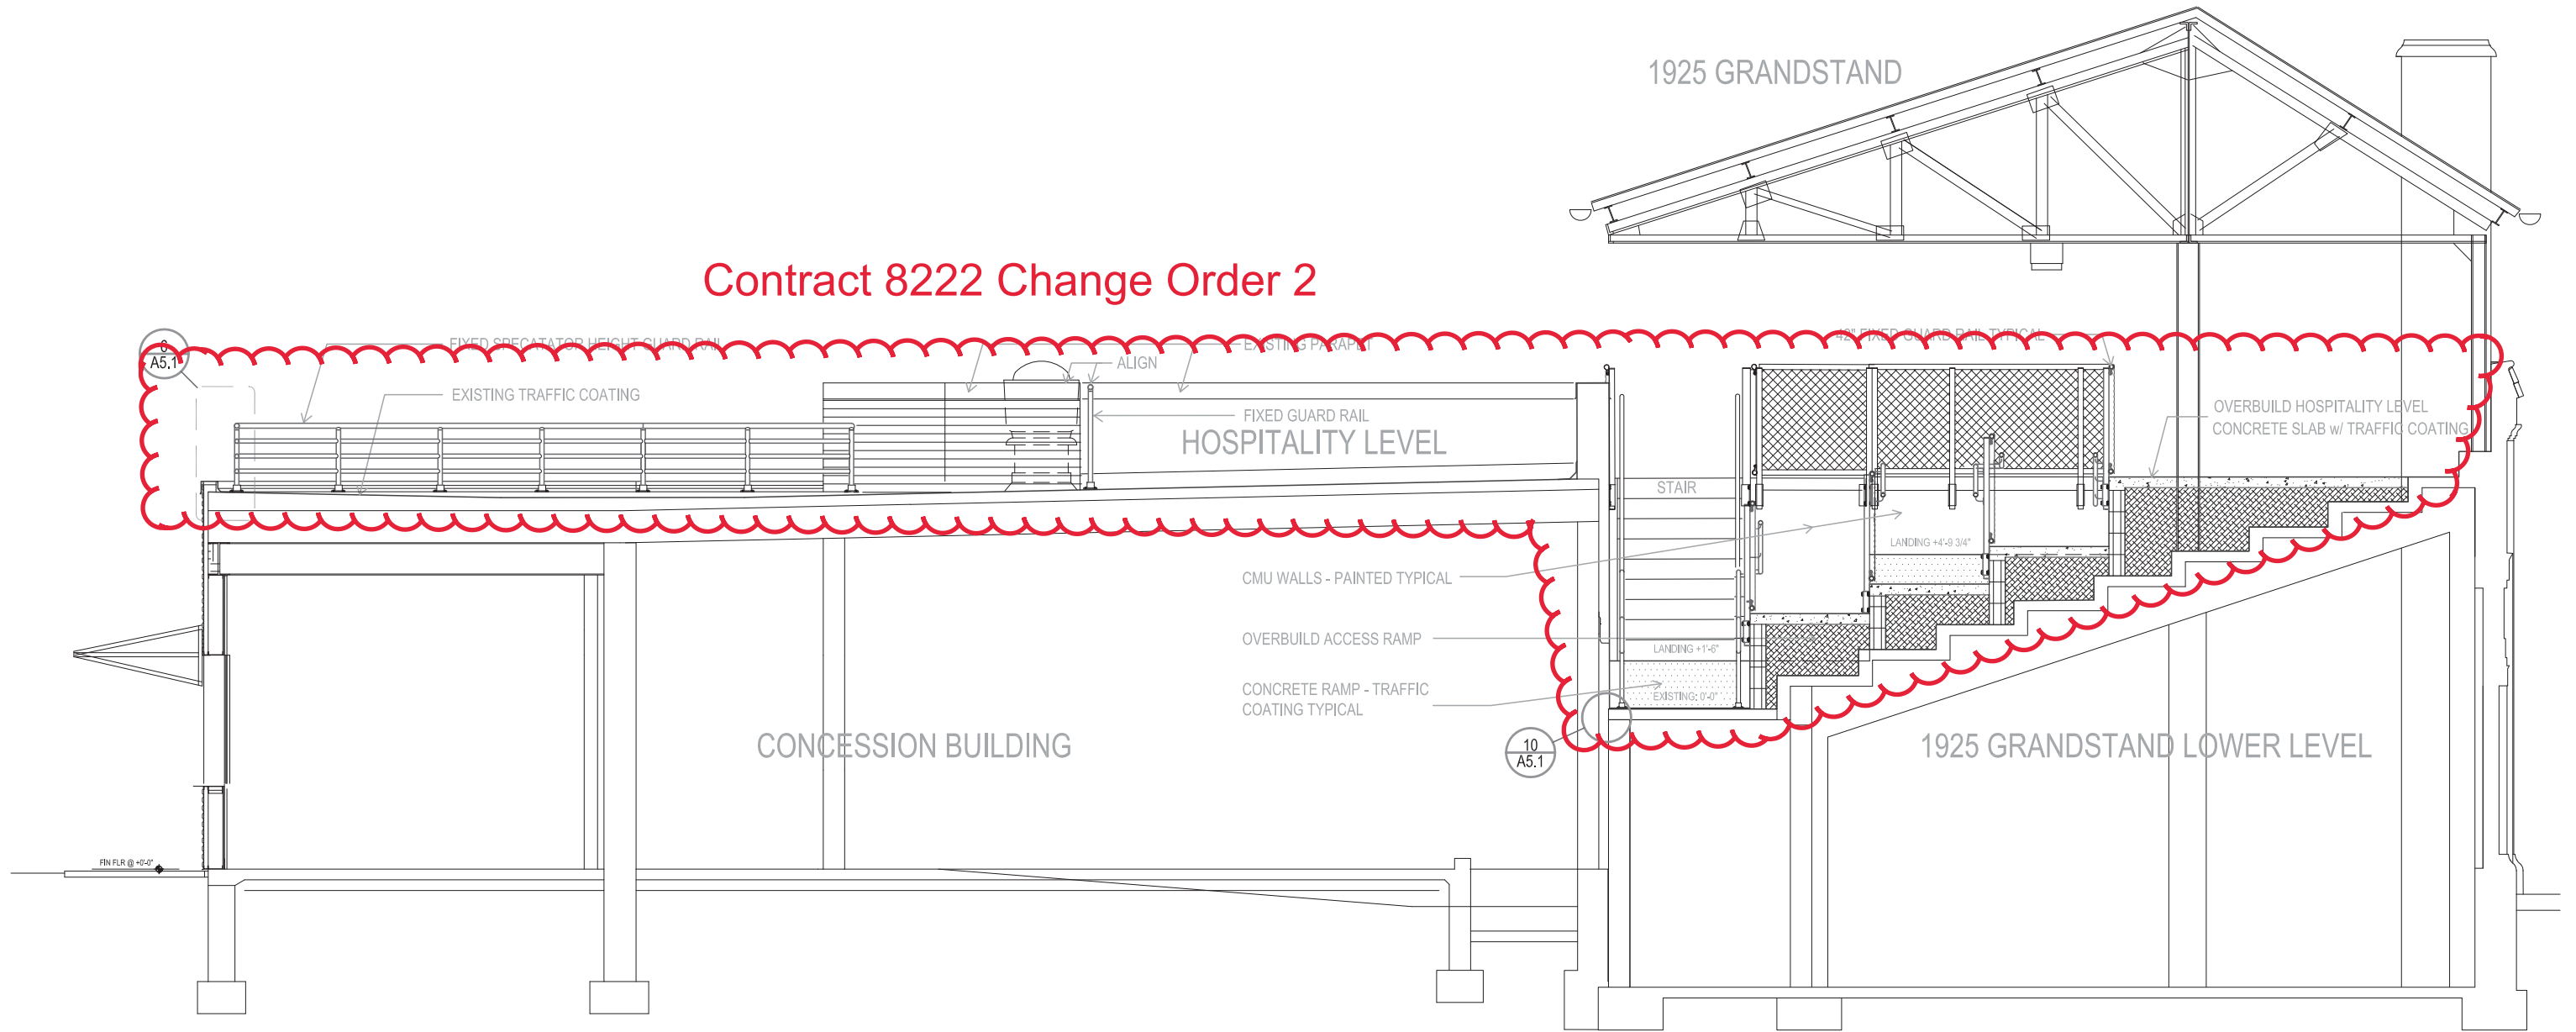 1925 GRANDSTAND
Contract 8222 Change Order 2
6
A5.1
FIXED SPECATATOR HEIGHT GUARD RAIL
EXISTING PARAPET
42" FIXED GUARD RAIL TYPICAL
ALIGN
EXISTING TRAFFIC COATING
FIXED GUARD RAIL
HOSPITALITY LEVEL
OVERBUILD HOSPITALITY LEVEL
CONCRETE SLAB w/ TRAFFIC COATING
STAIR
LANDING +4'-9 3/4"
CMU WALLS - PAINTED TYPICAL
OVERBUILD ACCESS RAMP
LANDING +1'-6"
CONCRETE RAMP - TRAFFIC
COATING TYPICAL
EXISTING: 0'-0"
10
A5.1
CONCESSION BUILDING
1925 GRANDSTAND LOWER LEVEL
FIN FLR @ +0'-0"